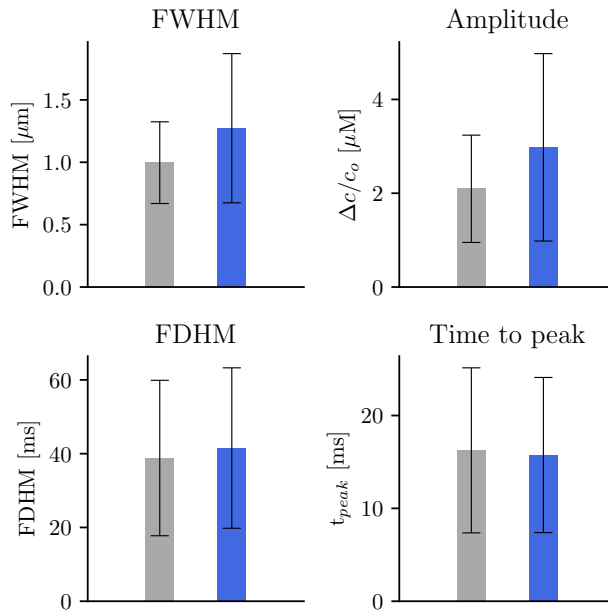 FWHM
FWHM [μm]
1.5
1.0
0.5
0.0
Amplitude
Δc/c_o [μM]
4
2
0
FDHM
FDHM [ms]
60
40
20
0
Time to peak
t_peak [ms]
20
10
0